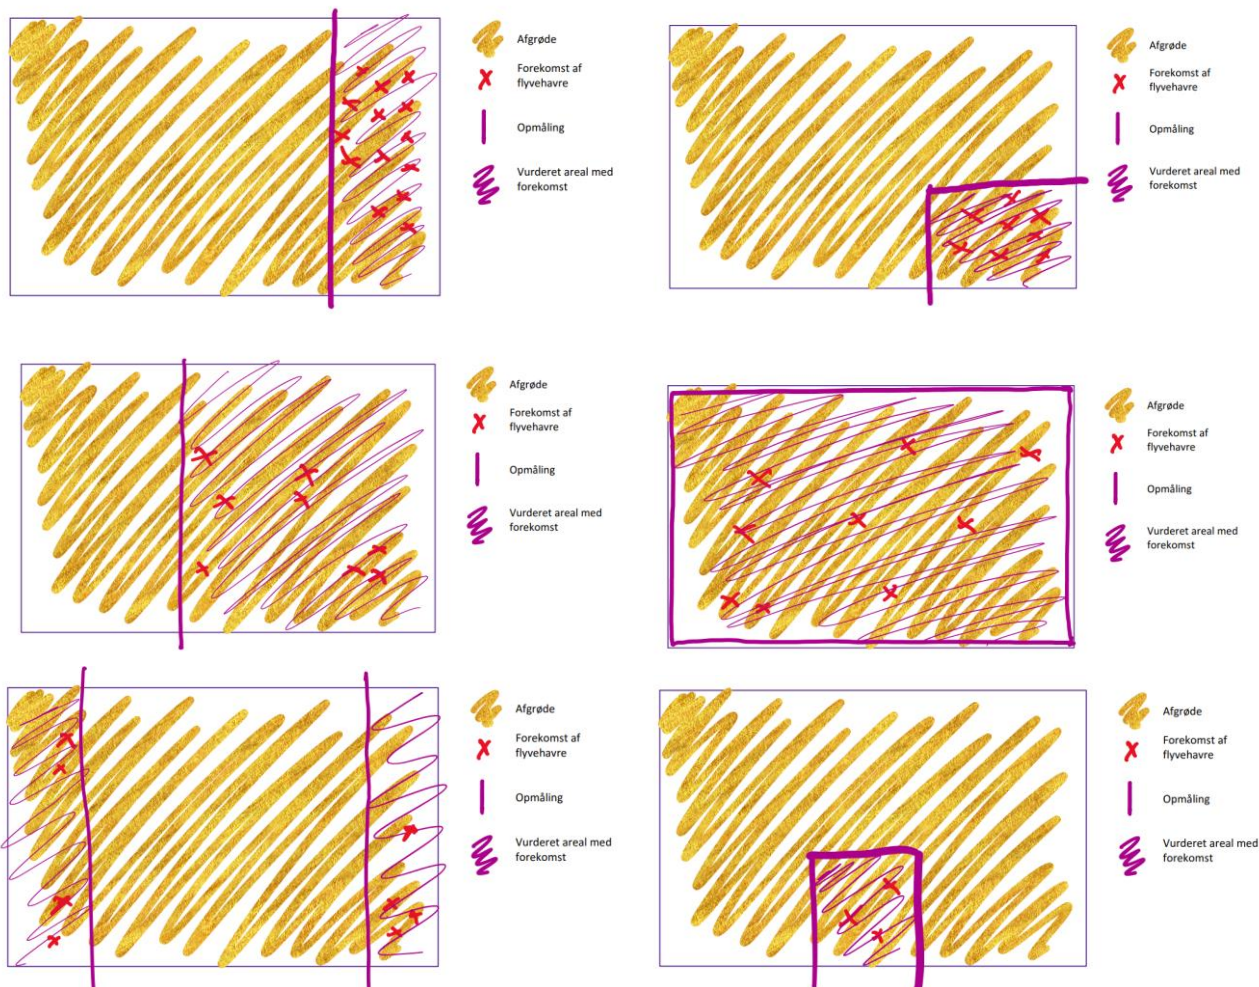 Afgrøde
Forekomst af
flyvehavre
Opmåling
Vurderet areal med
forekomst
Afgrøde
Forekomst af
flyvehavre
Opmåling
Vurderet areal med
forekomst
Afgrøde
Forekomst af
flyvehavre
Opmåling
Vurderet areal med
forekomst
Afgrøde
Forekomst af
flyvehavre
Opmåling
Vurderet areal med
forekomst
Afgrøde
Forekomst af
flyvehavre
Opmåling
Vurderet areal med
forekomst
Afgrøde
Forekomst af
flyvehavre
Opmåling
Vurderet areal med
forekomst